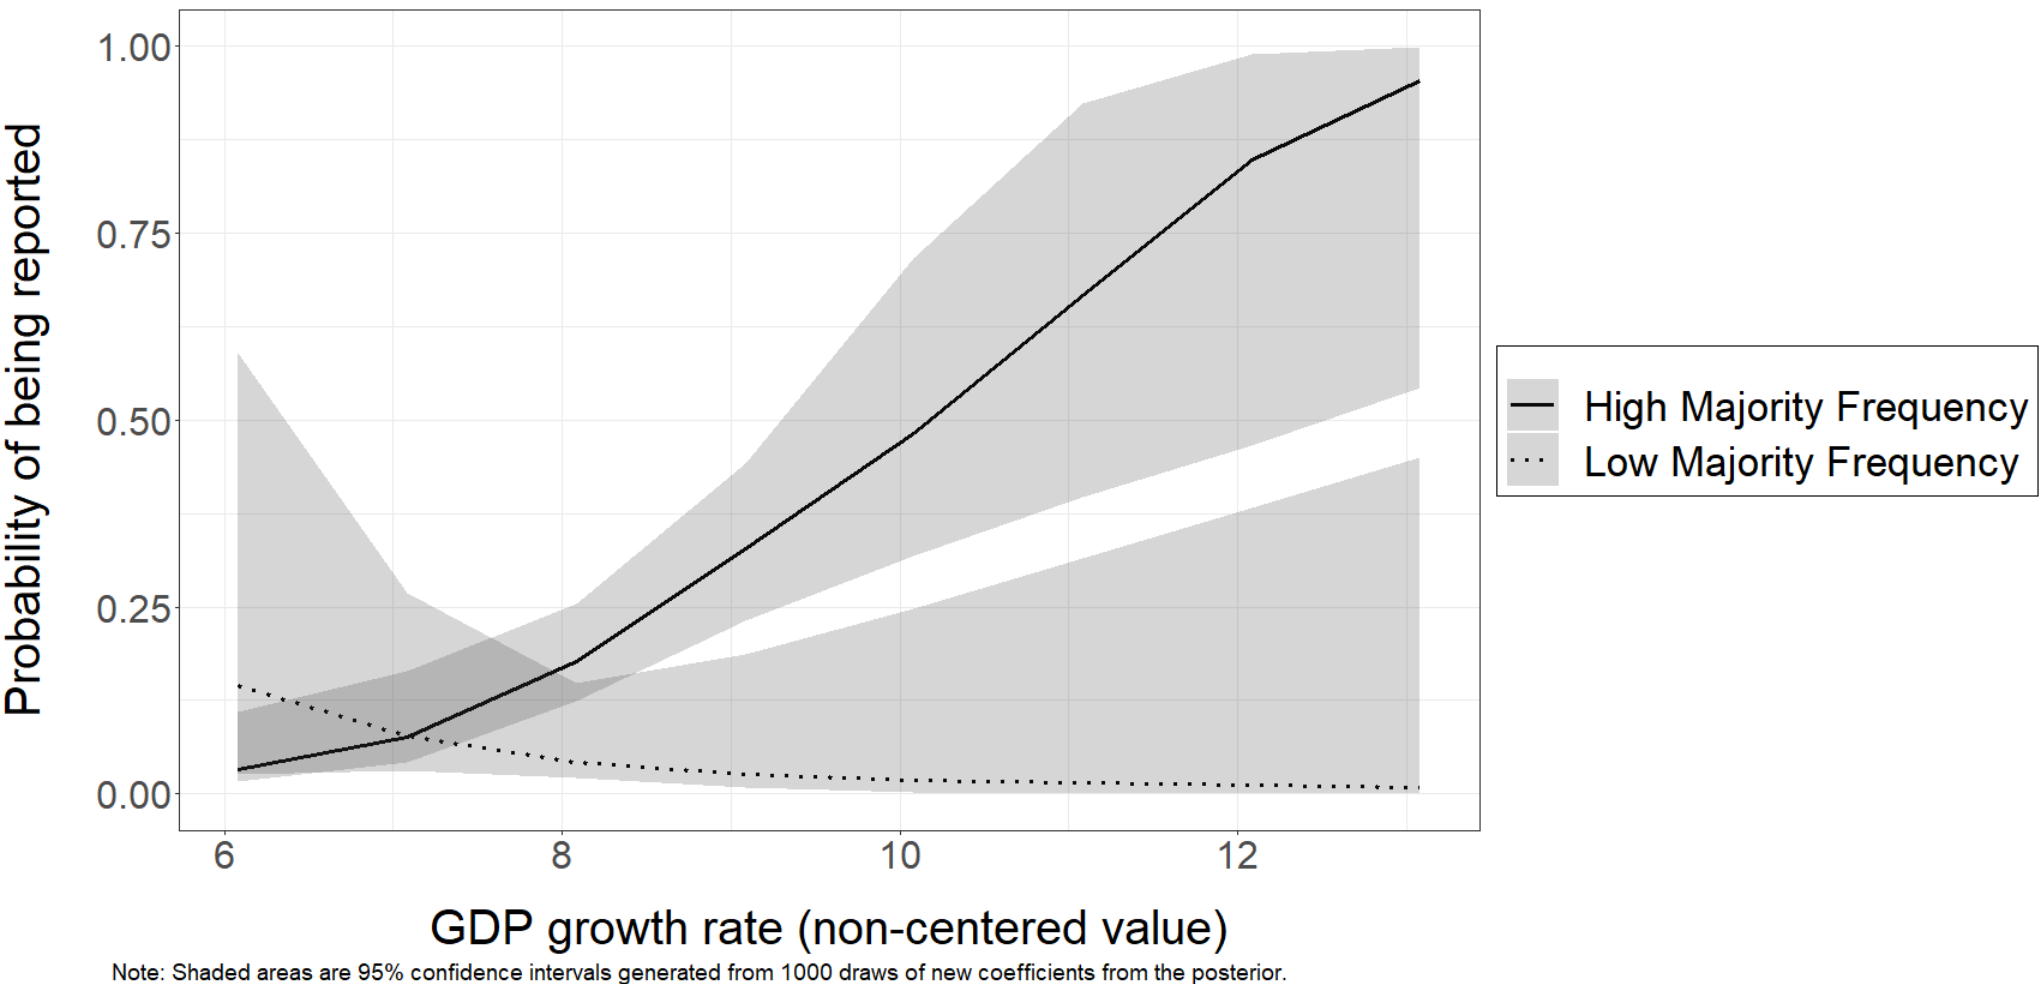 Probability of being reported
1.00
0.75
0.50
0.25
0.00
6
8
10
12
GDP growth rate (non-centered value)
High Majority Frequency
Low Majority Frequency
Note: Shaded areas are 95% confidence intervals generated from 1000 draws of new coefficients from the posterior.